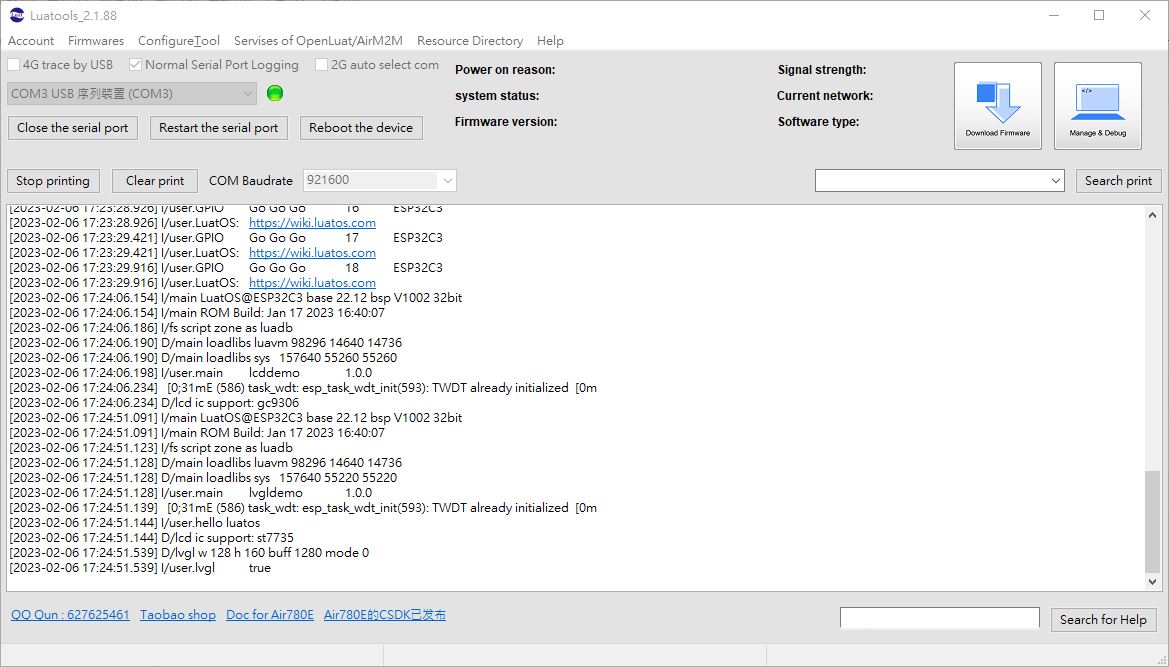 Luatools_2.1.88
Account Firmwares ConfigureTool Servises of OpenLuat/AirM2M Resource Directory Help
4G trace by USB Normal Serial Port Logging 2G auto select com
COM3 USB 序列裝置 (COM3)
Close the serial port Restart the serial port Reboot the device
Power on reason: Signal strength:
system status: Current network:
Firmware version: Software type:
Download Firmware </> Manage & Debug
Stop printing Clear print COM Baudrate 921600 Search print
[2023-02-06 17:23:28.926] I/user.GPIO Go Go Go 16 ESP32C3
[2023-02-06 17:23:28.926] I/user.LuatOS: https://wiki.luatos.com
[2023-02-06 17:23:29.421] I/user.GPIO Go Go Go 17 ESP32C3
[2023-02-06 17:23:29.421] I/user.LuatOS: https://wiki.luatos.com
[2023-02-06 17:23:29.916] I/user.GPIO Go Go Go 18 ESP32C3
[2023-02-06 17:23:29.916] I/user.LuatOS: https://wiki.luatos.com
[2023-02-06 17:24:06.154] I/main LuatOS@ESP32C3 base 22.12 bsp V1002 32bit
[2023-02-06 17:24:06.154] I/main ROM Build: Jan 17 2023 16:40:07
[2023-02-06 17:24:06.186] I/fs script zone as luadb
[2023-02-06 17:24:06.190] D/main loadlibs luavm 98296 14640 14736
[2023-02-06 17:24:06.190] D/main loadlibs sys 157640 55260 55260
[2023-02-06 17:24:06.198] I/user.main lcddemo 1.0.0
[2023-02-06 17:24:06.234] [0;31mE (586) task_wdt: esp_task_wdt_init(593): TWDT already initialized [0m
[2023-02-06 17:24:06.234] D/lcd ic support: gc9306
[2023-02-06 17:24:51.091] I/main LuatOS@ESP32C3 base 22.12 bsp V1002 32bit
[2023-02-06 17:24:51.091] I/main ROM Build: Jan 17 2023 16:40:07
[2023-02-06 17:24:51.123] I/fs script zone as luadb
[2023-02-06 17:24:51.128] D/main loadlibs luavm 98296 14640 14736
[2023-02-06 17:24:51.128] D/main loadlibs sys 157640 55220 55220
[2023-02-06 17:24:51.128] I/user.main lvgldemo 1.0.0
[2023-02-06 17:24:51.139] [0;31mE (586) task_wdt: esp_task_wdt_init(593): TWDT already initialized [0m
[2023-02-06 17:24:51.144] I/user.hello luatos
[2023-02-06 17:24:51.144] D/lcd ic support: st7735
[2023-02-06 17:24:51.539] D/lvgl w 128 h 160 buff 1280 mode 0
[2023-02-06 17:24:51.539] I/user.lvgl true
QQ Qun : 627625461 Taobao shop Doc for Air780E Air780E的CSDK已发布 Search for Help